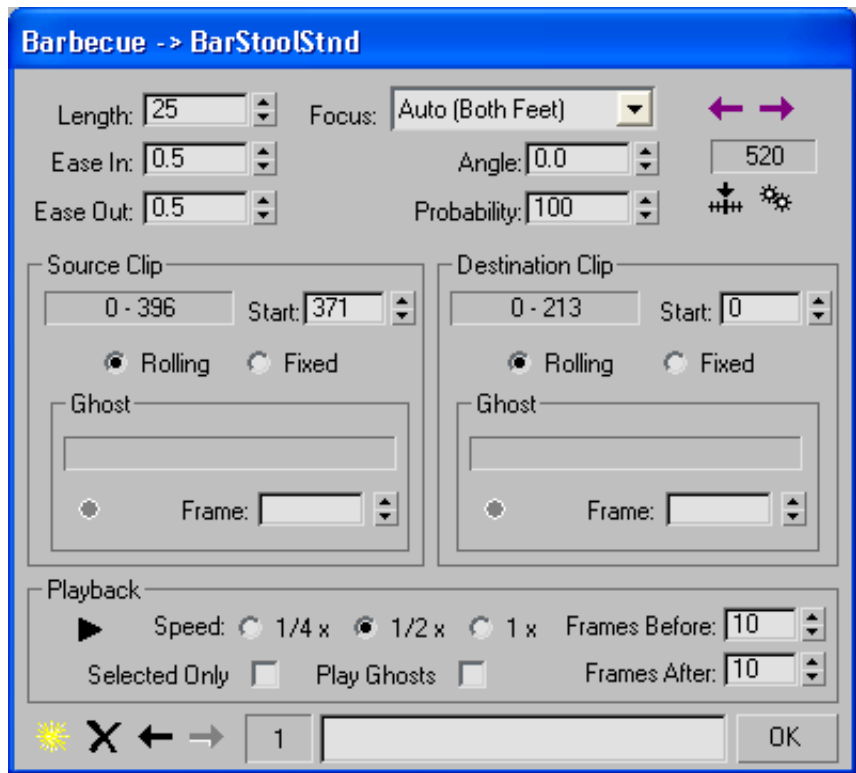 Barbecue -> BarStoolStnd
Length: 25 Focus: Auto (Both Feet)
Ease In: 0.5 Angle: 0.0 520
Ease Out: 0.5 Probability: 100
Source Clip Destination Clip
0 - 396 Start: 371 0 - 213 Start: 0
Rolling Fixed Rolling Fixed
Ghost Ghost
Frame: Frame:
Playback
Speed: 1/4 x 1/2 x 1 x Frames Before: 10
Selected Only Play Ghosts Frames After: 10
1 OK